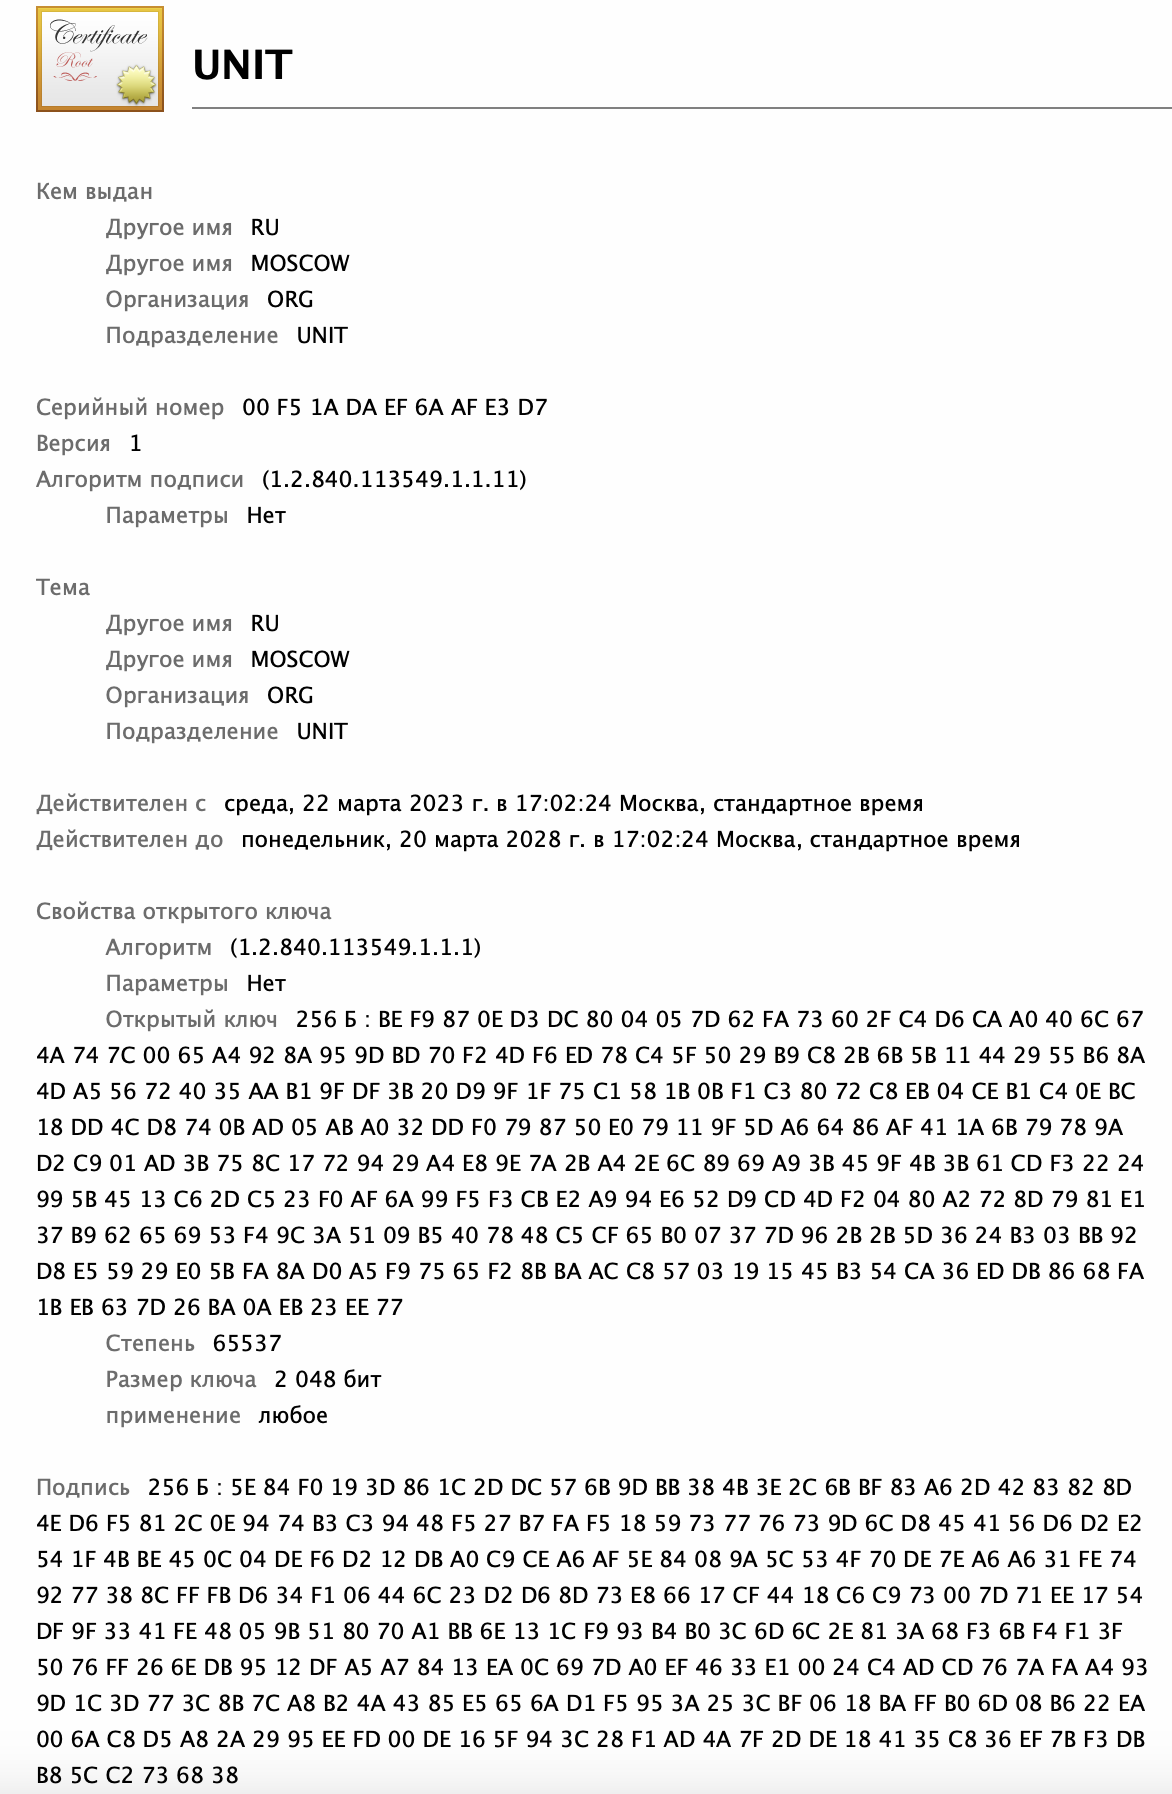 Certificate
Root
UNIT
Кем выдан
Другое имя RU
Другое имя MOSCOW
Организация ORG
Подразделение UNIT
Серийный номер 00 F5 1A DA EF 6A AF E3 D7
Версия 1
Алгоритм подписи (1.2.840.113549.1.1.11)
Параметры Нет
Тема
Другое имя RU
Другое имя MOSCOW
Организация ORG
Подразделение UNIT
Действителен с среда, 22 марта 2023 г. в 17:02:24 Москва, стандартное время
Действителен до понедельник, 20 марта 2028 г. в 17:02:24 Москва, стандартное время
Свойства открытого ключа
Алгоритм (1.2.840.113549.1.1.1)
Параметры Нет
Открытый ключ 256 Б : BE F9 87 0E D3 DC 80 04 05 7D 62 FA 73 60 2F C4 D6 CA A0 40 6C 67
4A 74 7C 00 65 A4 92 8A 95 9D BD 70 F2 4D F6 ED 78 C4 5F 50 29 B9 C8 2B 6B 5B 11 44 29 55 B6 8A
4D A5 56 72 40 35 AA B1 9F DF 3B 20 D9 9F 1F 75 C1 58 1B 0B F1 C3 80 72 C8 EB 04 CE B1 C4 0E BC
18 DD 4C D8 74 0B AD 05 AB A0 32 DD F0 79 87 50 E0 79 11 9F 5D A6 64 86 AF 41 1A 6B 79 78 9A
D2 C9 01 AD 3B 75 8C 17 72 94 29 A4 E8 9E 7A 2B A4 2E 6C 89 69 A9 3B 45 9F 4B 3B 61 CD F3 22 24
99 5B 45 13 C6 2D C5 23 F0 AF 6A 99 F5 F3 CB E2 A9 94 E6 52 D9 CD 4D F2 04 80 A2 72 8D 79 81 E1
37 B9 62 65 69 53 F4 9C 3A 51 09 B5 40 78 48 C5 CF 65 B0 07 37 7D 96 2B 2B 5D 36 24 B3 03 BB 92
D8 E5 59 29 E0 5B FA 8A D0 A5 F9 75 65 F2 8B BA AC C8 57 03 19 15 45 B3 54 CA 36 ED DB 86 68 FA
1B EB 63 7D 26 BA 0A EB 23 EE 77
Степень 65537
Размер ключа 2 048 бит
применение любое
Подпись 256 Б : 5E 84 F0 19 3D 86 1C 2D DC 57 6B 9D BB 38 4B 3E 2C 6B BF 83 A6 2D 42 83 82 8D
4E D6 F5 81 2C 0E 94 74 B3 C3 94 48 F5 27 B7 FA F5 18 59 73 77 76 73 9D 6C D8 45 41 56 D6 D2 E2
54 1F 4B BE 45 0C 04 DE F6 D2 12 DB A0 C9 CE A6 AF 5E 84 08 9A 5C 53 4F 70 DE 7E A6 A6 31 FE 74
92 77 38 8C FF FB D6 34 F1 06 44 6C 23 D2 D6 8D 73 E8 66 17 CF 44 18 C6 C9 73 00 7D 71 EE 17 54
DF 9F 33 41 FE 48 05 9B 51 80 70 A1 BB 6E 13 1C F9 93 B4 B0 3C 6D 6C 2E 81 3A 68 F3 6B F4 F1 3F
50 76 FF 26 6E DB 95 12 DF A5 A7 84 13 EA 0C 69 7D A0 EF 46 33 E1 00 24 C4 AD CD 76 7A FA A4 93
9D 1C 3D 77 3C 8B 7C A8 B2 4A 43 85 E5 65 6A D1 F5 95 3A 25 3C BF 06 18 BA FF B0 6D 08 B6 22 EA
00 6A C8 D5 A8 2A 29 95 EE FD 00 DE 16 5F 94 3C 28 F1 AD 4A 7F 2D DE 18 41 35 C8 36 EF 7B F3 DB
B8 5C C2 73 68 38